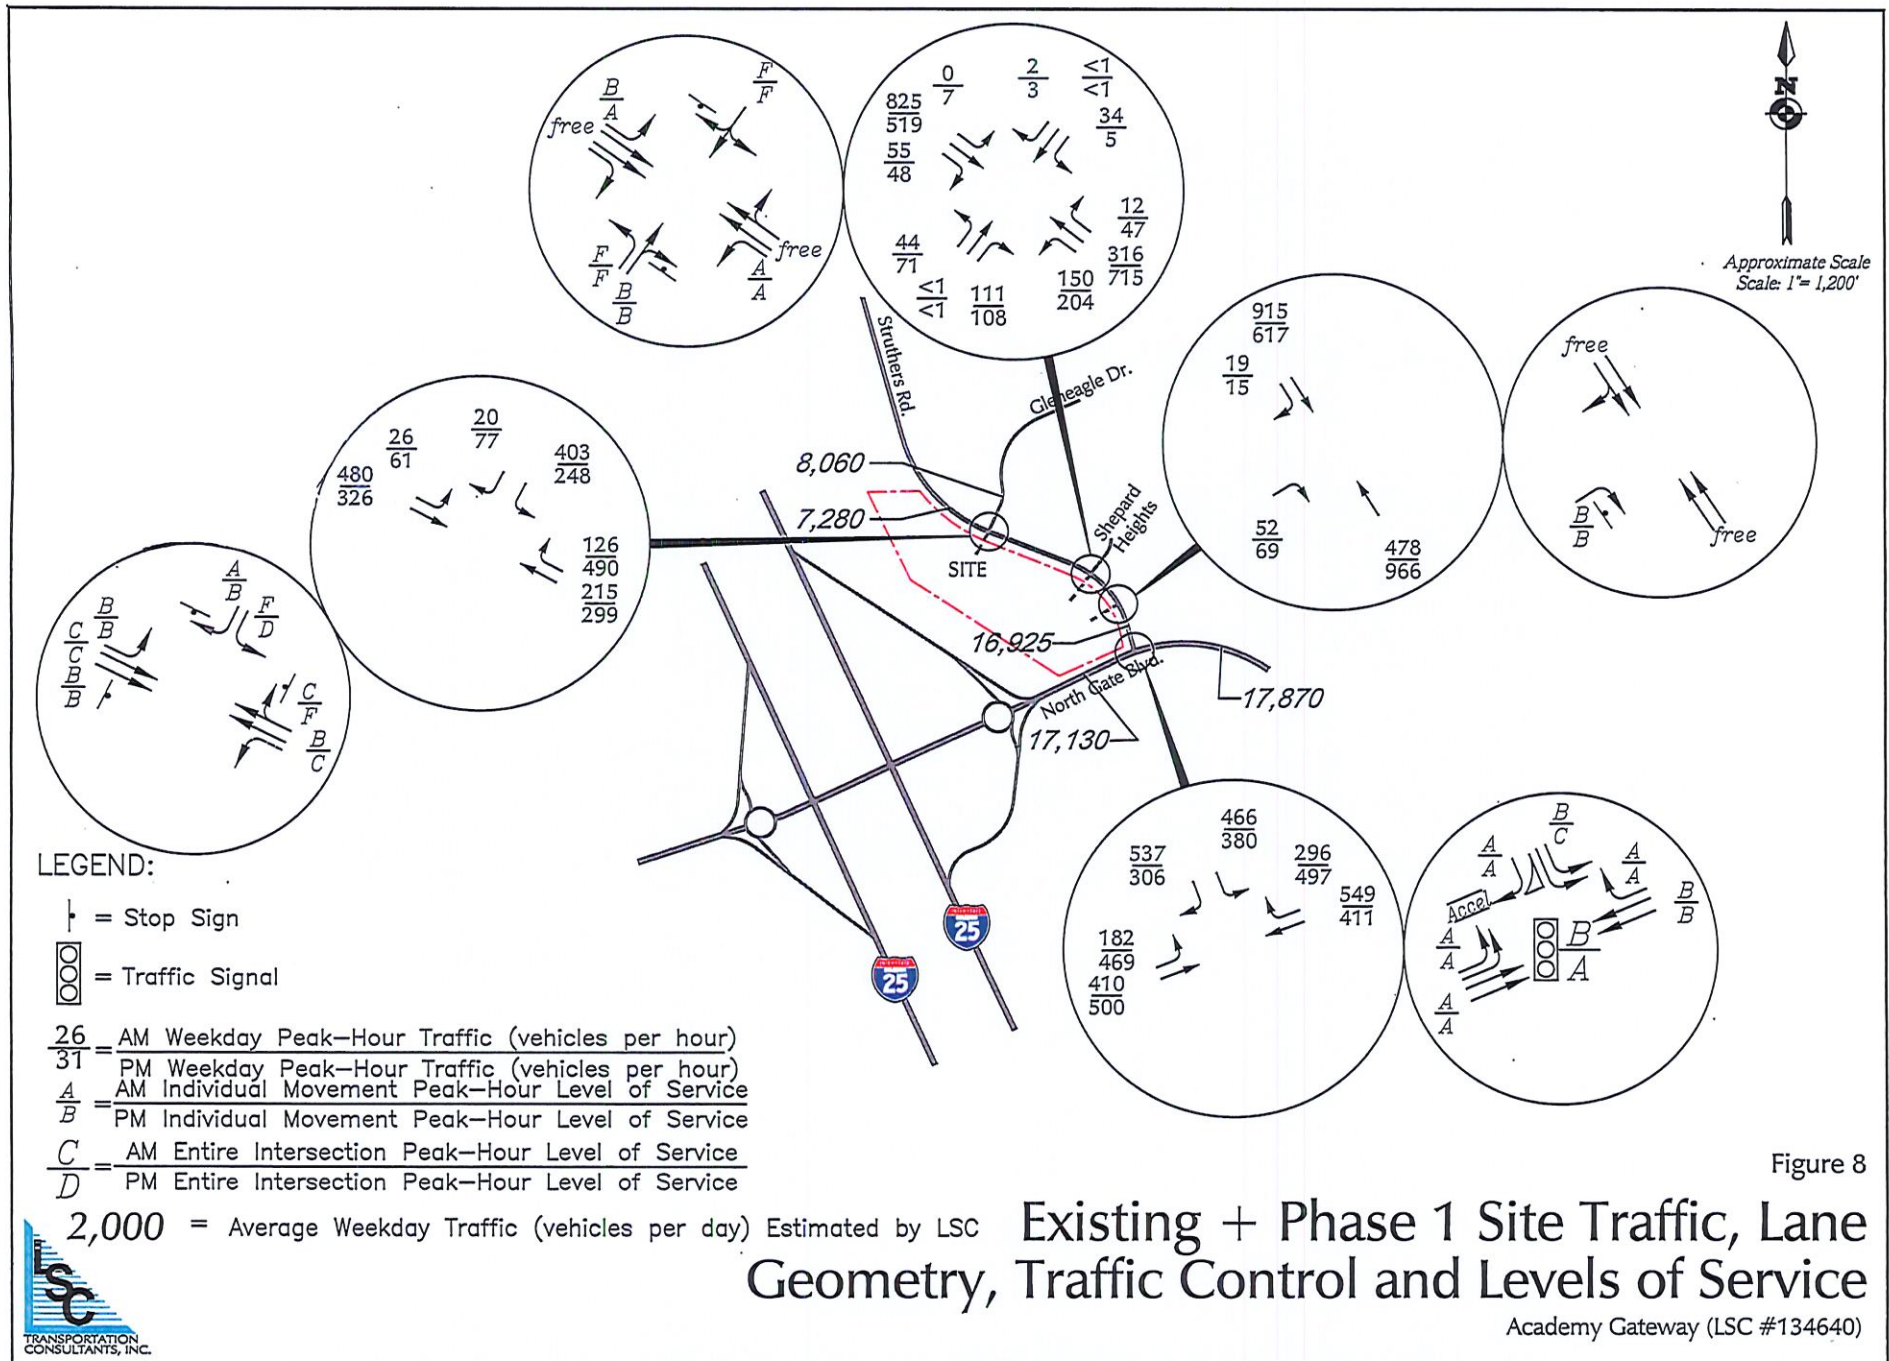 F
F
B
A
free
F
F
B
B
free
A
A
0
7
2
3
<1
<1
825
519
34
5
55
48
12
47
44
71
316
715
<1
<1
111
108
150
204
N
Approximate Scale
Scale: 1"= 1,200'
915
617
19
15
52
69
478
966
free
B
B
free
26
61
20
77
403
248
480
326
126
490
215
299
A
B
F
D
B
B
C
C
B
B
C
F
B
C
Struthers Rd.
Gleneagle Dr.
8,060
7,280
Shepard
Heights
SITE
16,925
North Gate Blvd.
17,870
17,130
25
25
466
380
537
306
296
497
549
411
182
469
410
500
B
C
A
A
A
A
Accel
B
B
A
A
B
A
A
A
LEGEND:
= Stop Sign
= Traffic Signal
26 = AM Weekday Peak-Hour Traffic (vehicles per hour)
31 PM Weekday Peak-Hour Traffic (vehicles per hour)
A = AM Individual Movement Peak-Hour Level of Service
B PM Individual Movement Peak-Hour Level of Service
C = AM Entire Intersection Peak-Hour Level of Service
D PM Entire Intersection Peak-Hour Level of Service
2,000 = Average Weekday Traffic (vehicles per day) Estimated by LSC
Figure 8
Existing + Phase 1 Site Traffic, Lane
Geometry, Traffic Control and Levels of Service
Academy Gateway (LSC #134640)
LSC
TRANSPORTATION
CONSULTANTS, INC.